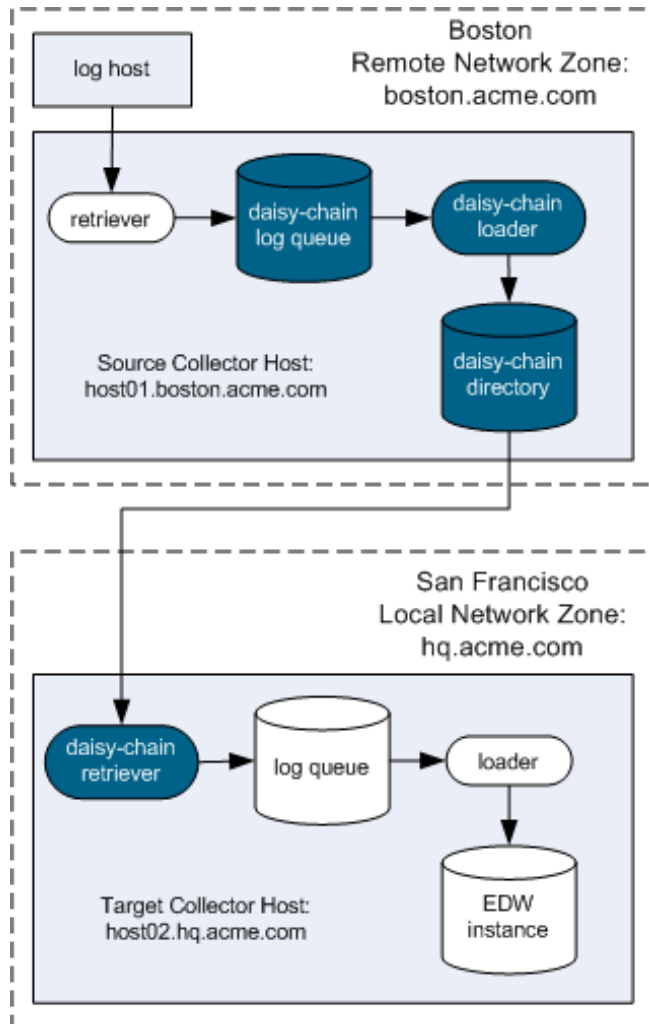 Boston
Remote Network Zone:
boston.acme.com
log host
retriever
daisy-chain
log queue
daisy-chain
loader
daisy-chain
directory
Source Collector Host:
host01.boston.acme.com
San Francisco
Local Network Zone:
hq.acme.com
daisy-chain
retriever
log queue
loader
EDW
instance
Target Collector Host:
host02.hq.acme.com